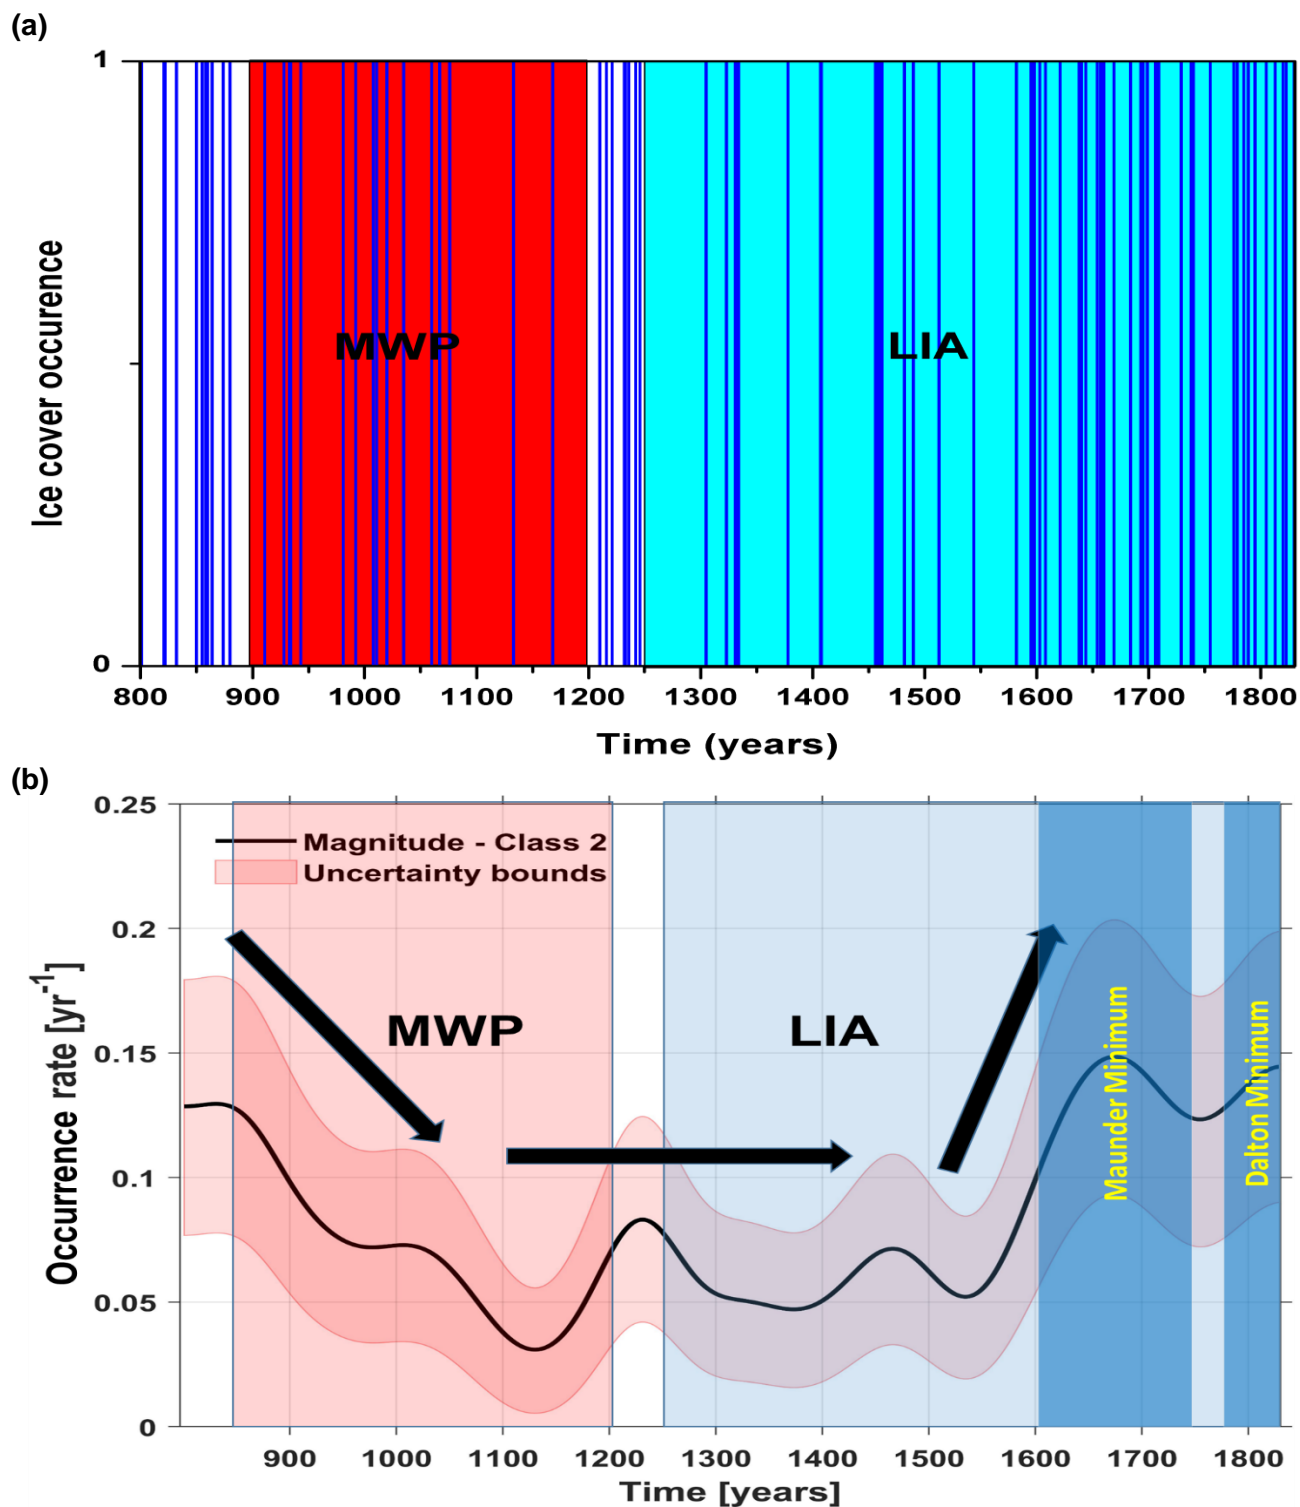 (a)
1
Ice cover occurence
MWP
LIA
0
800 900 1000 1100 1200 1300 1400 1500 1600 1700 1800
Time (years)
(b)
0.25
Magnitude - Class 2
Uncertainty bounds
0.2
Occurrence rate [yr-1]
MWP
LIA
Maunder Minimum
Dalton Minimum
0.15
0.1
0.05
0
900 1000 1100 1200 1300 1400 1500 1600 1700 1800
Time [years]